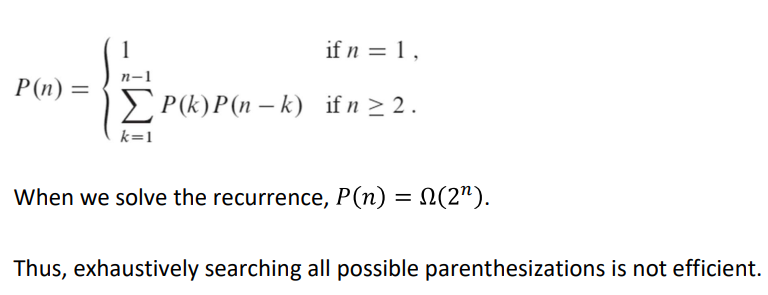 P(n) = { 1 if n = 1 ,
n−1
∑ P(k)P(n − k) if n ≥ 2 .
k=1
When we solve the recurrence, P(n) = Ω(2ⁿ).
Thus, exhaustively searching all possible parenthesizations is not efficient.